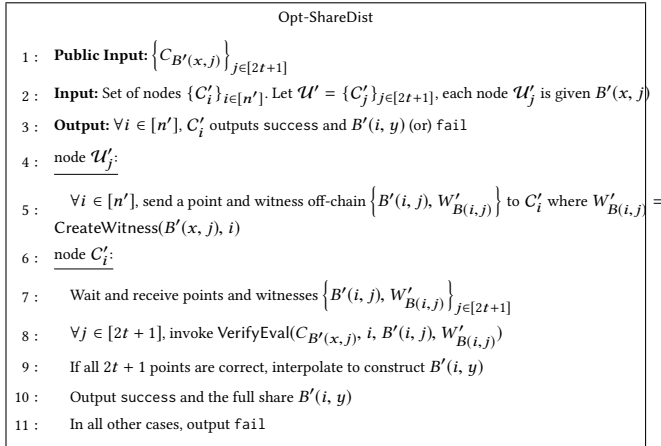 Opt-ShareDist
1 : Public Input: {C_{B′(x,j)}}_{j∈[2t+1]}
2 : Input: Set of nodes {C′_i}_{i∈[n′]}. Let 𝒰′ = {C′_j}_{j∈[2t+1]}, each node 𝒰′_j is given B′(x, j)
3 : Output: ∀i ∈ [n′], C′_i outputs success and B′(i, y) (or) fail
4 : node 𝒰′_j:
5 : ∀i ∈ [n′], send a point and witness off-chain {B′(i, j), W′_{B(i,j)}} to C′_i where W′_{B(i,j)} =
CreateWitness(B′(x, j), i)
6 : node C′_i:
7 : Wait and receive points and witnesses {B′(i, j), W′_{B(i,j)}}_{j∈[2t+1]}
8 : ∀j ∈ [2t + 1], invoke VerifyEval(C_{B′(x,j)}, i, B′(i, j), W′_{B(i,j)})
9 : If all 2t + 1 points are correct, interpolate to construct B′(i, y)
10 : Output success and the full share B′(i, y)
11 : In all other cases, output fail